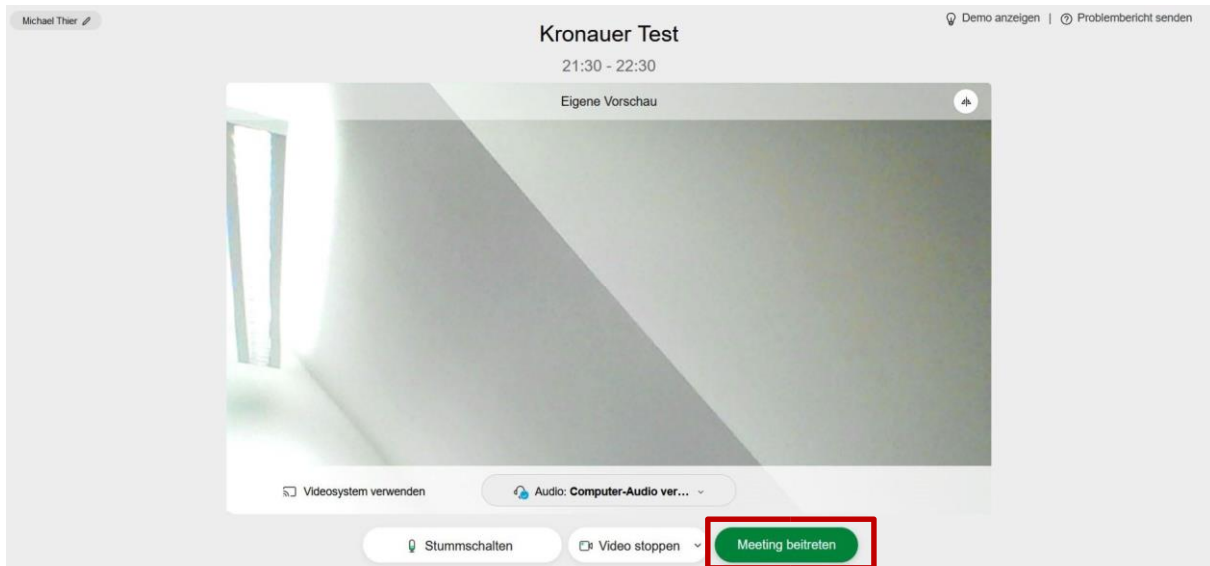 Michael Thier
Demo anzeigen | Problembericht senden
Kronauer Test
21:30 - 22:30
Eigene Vorschau
Videosystem verwenden
Audio: Computer-Audio ver...
Stummschalten
Video stoppen
Meeting beitreten